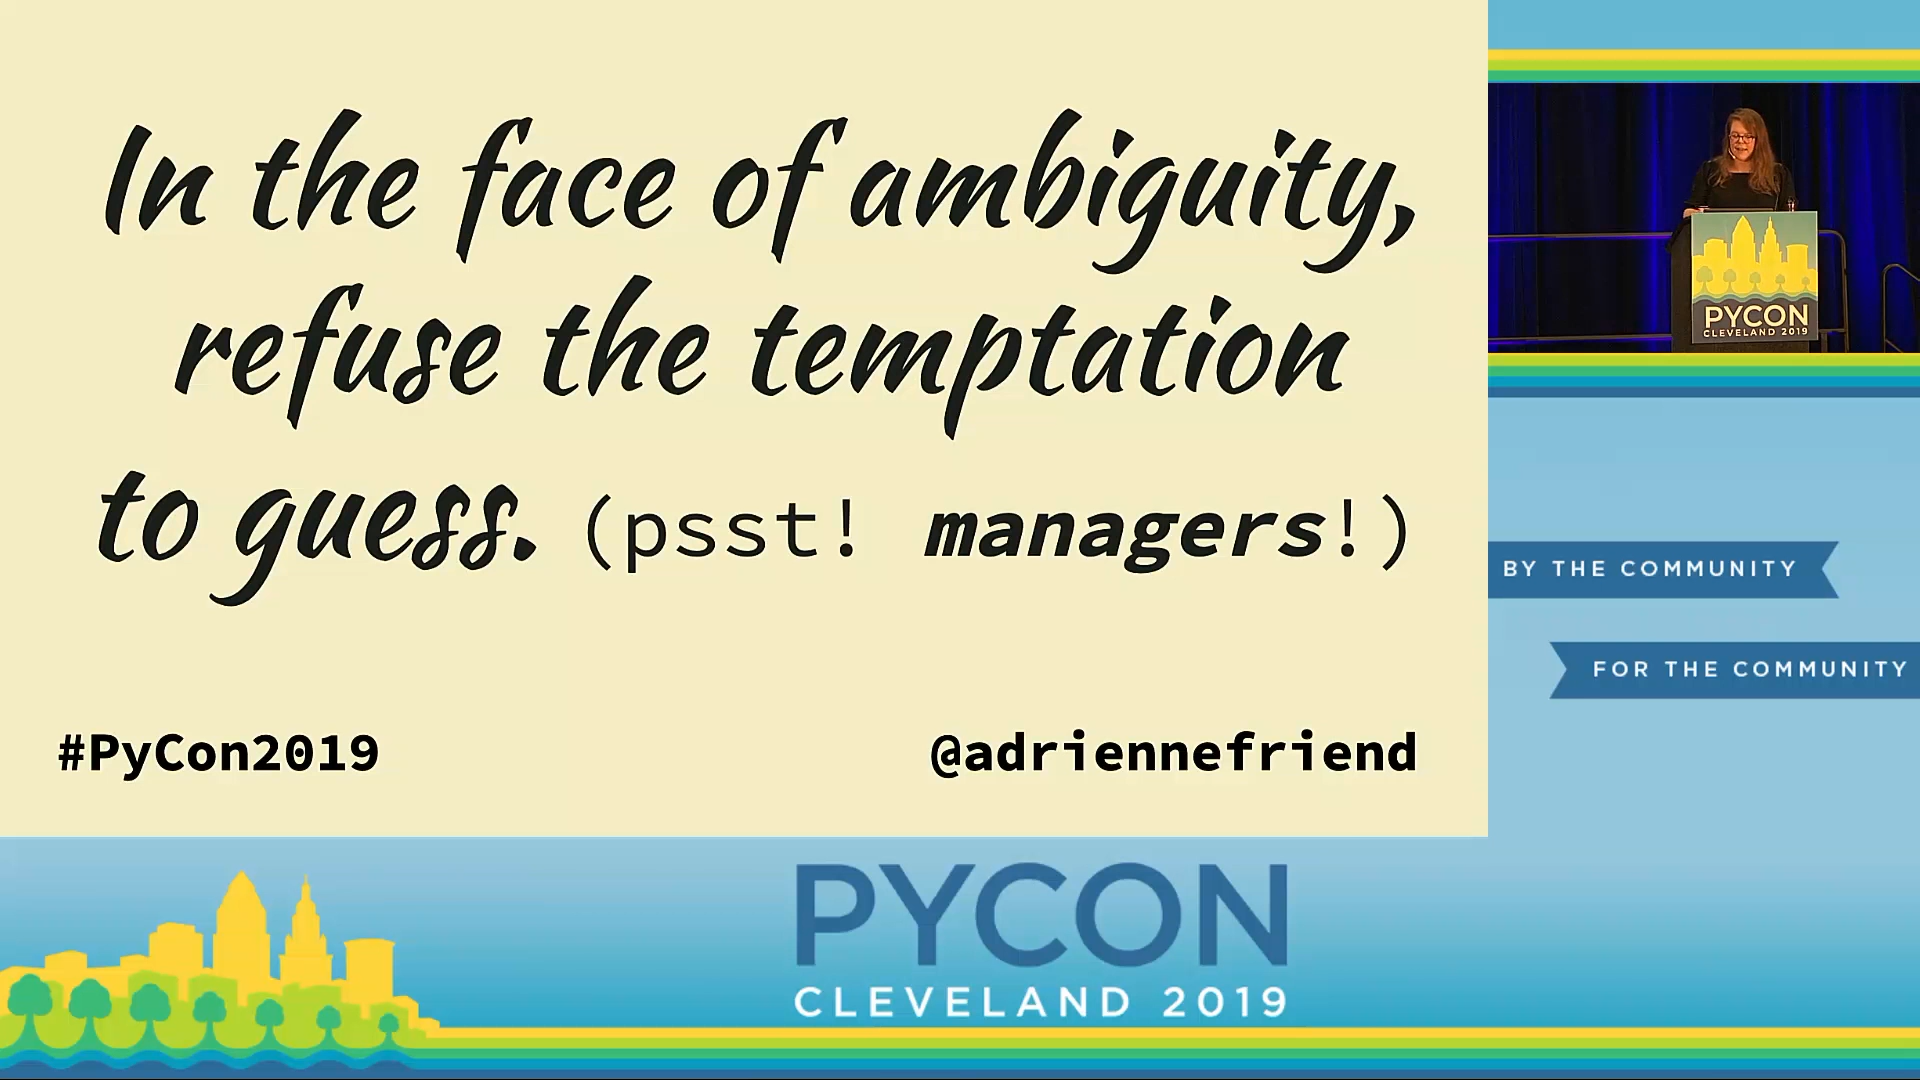 In the face of ambiguity,
refuse the temptation
to guess. (psst! managers!)
#PyCon2019
@adriennefriend
PYCON
CLEVELAND 2019
BY THE COMMUNITY
FOR THE COMMUNITY
PYCON
CLEVELAND 2019